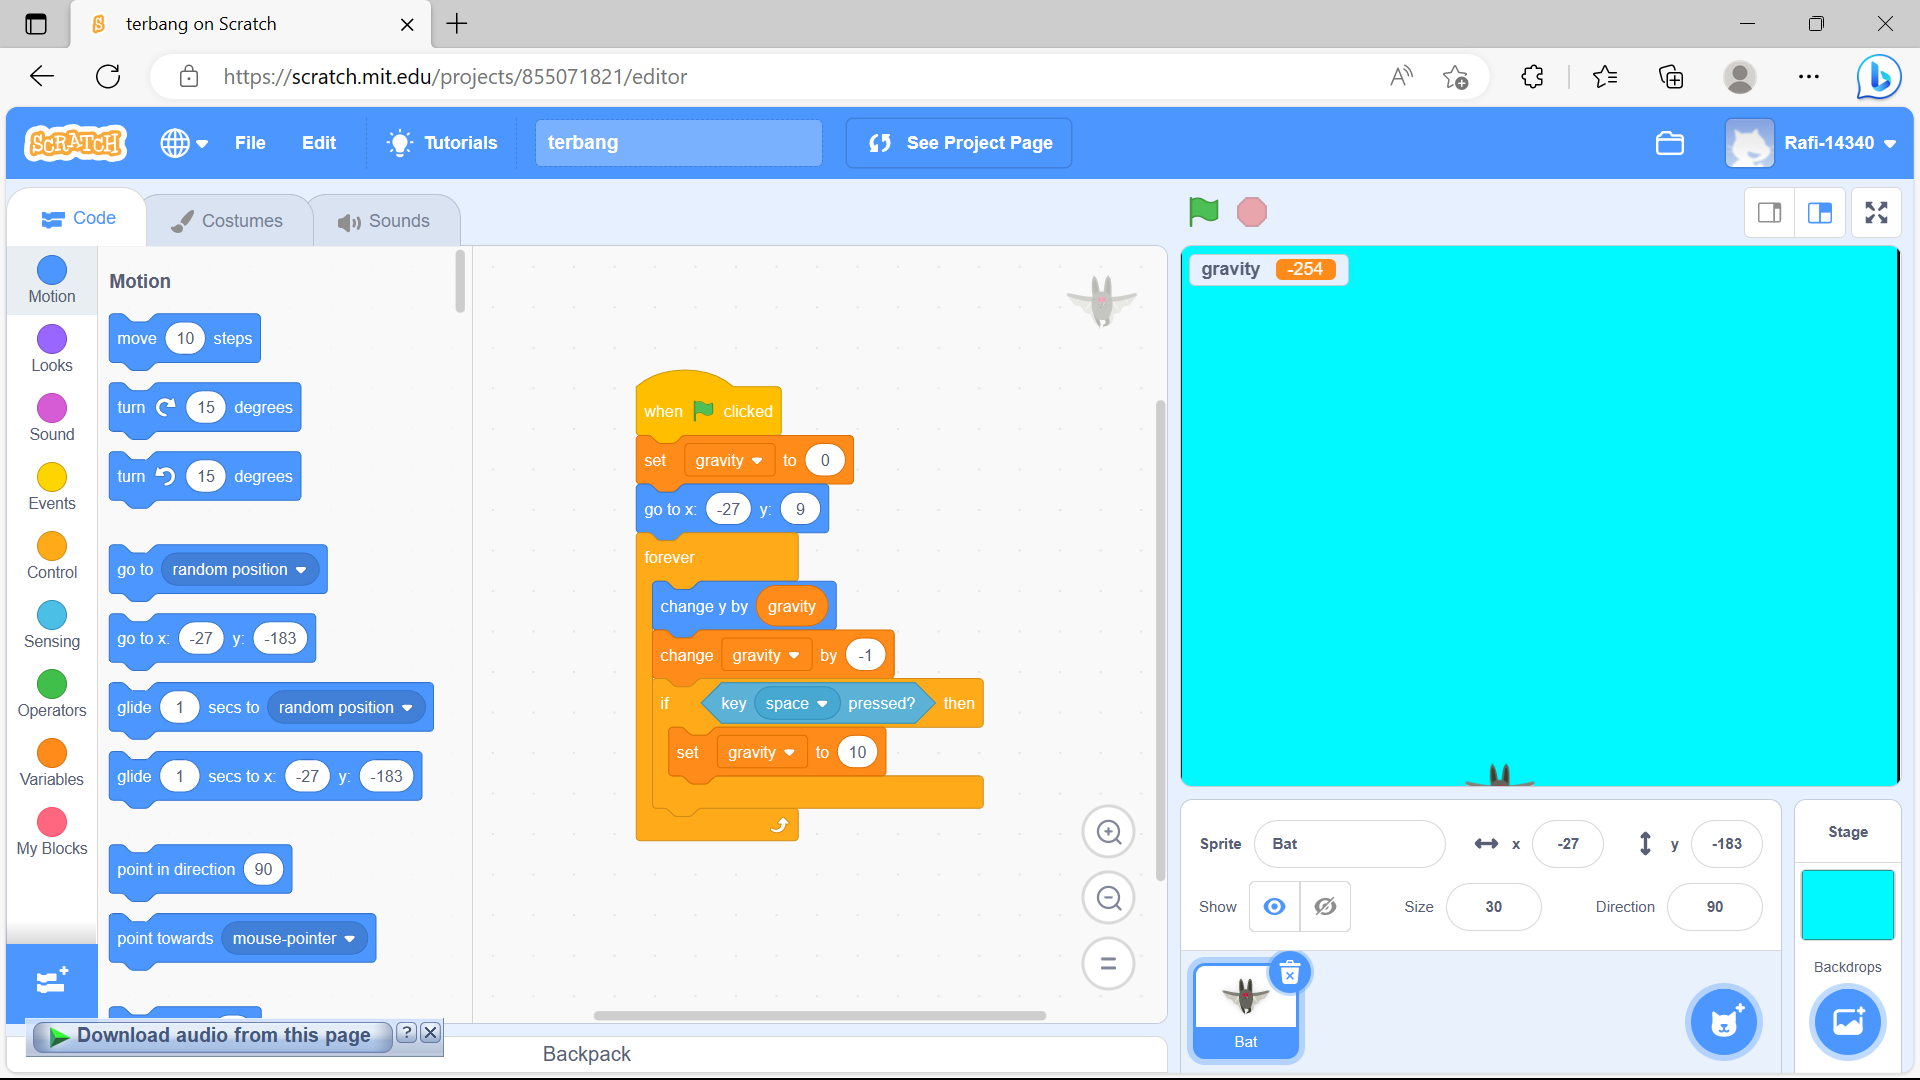 terbang on Scratch
https://scratch.mit.edu/projects/855071821/editor
SCRATCH
File
Edit
Tutorials
terbang
See Project Page
Rafi-14340
Code
Costumes
Sounds
Motion
Looks
Sound
Events
Control
Sensing
Operators
Variables
My Blocks
Motion
move 10 steps
turn 15 degrees
turn 15 degrees
go to random position
go to x: -27 y: -183
glide 1 secs to random position
glide 1 secs to x: -27 y: -183
point in direction 90
point towards mouse-pointer
when clicked
set gravity to 0
go to x: -27 y: 9
forever
change y by gravity
change gravity by -1
if key space pressed? then
set gravity to 10
gravity -254
Sprite Bat x -27 y -183
Show Size 30 Direction 90
Bat
Stage
Backdrops
Download audio from this page ?
Backpack